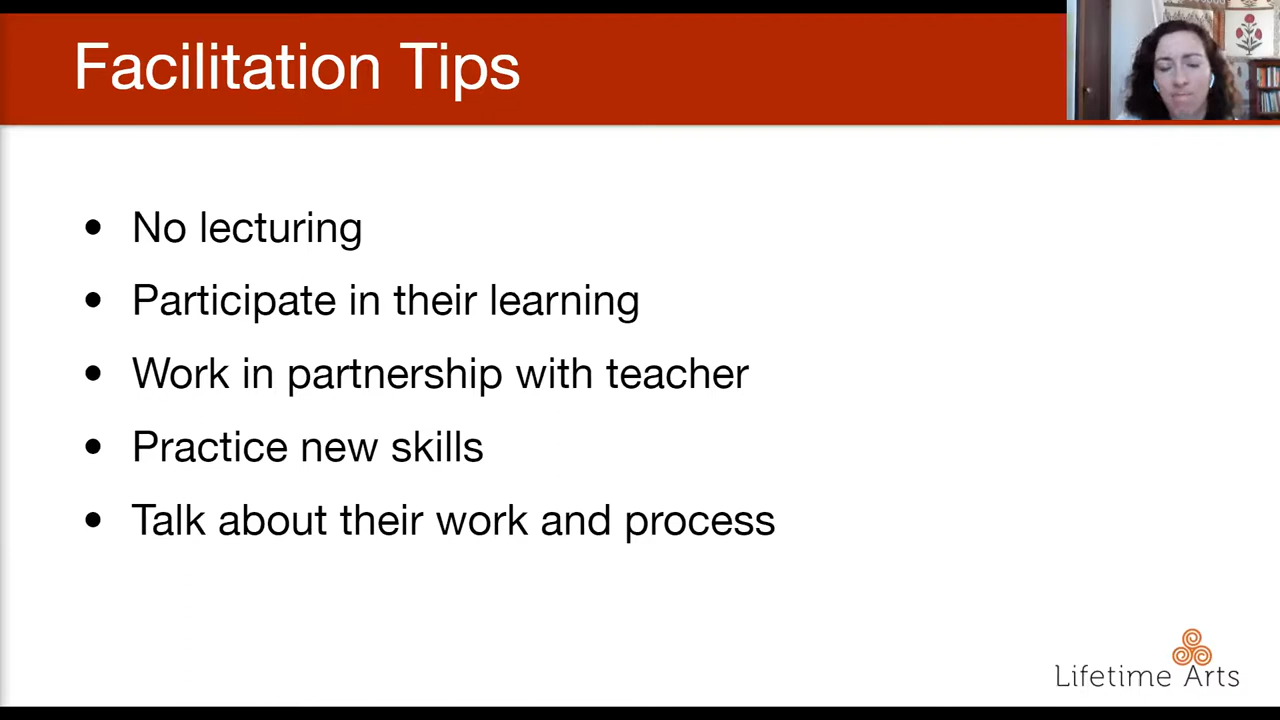 Facilitation Tips
• No lecturing
• Participate in their learning
• Work in partnership with teacher
• Practice new skills
• Talk about their work and process
Lifetime Arts